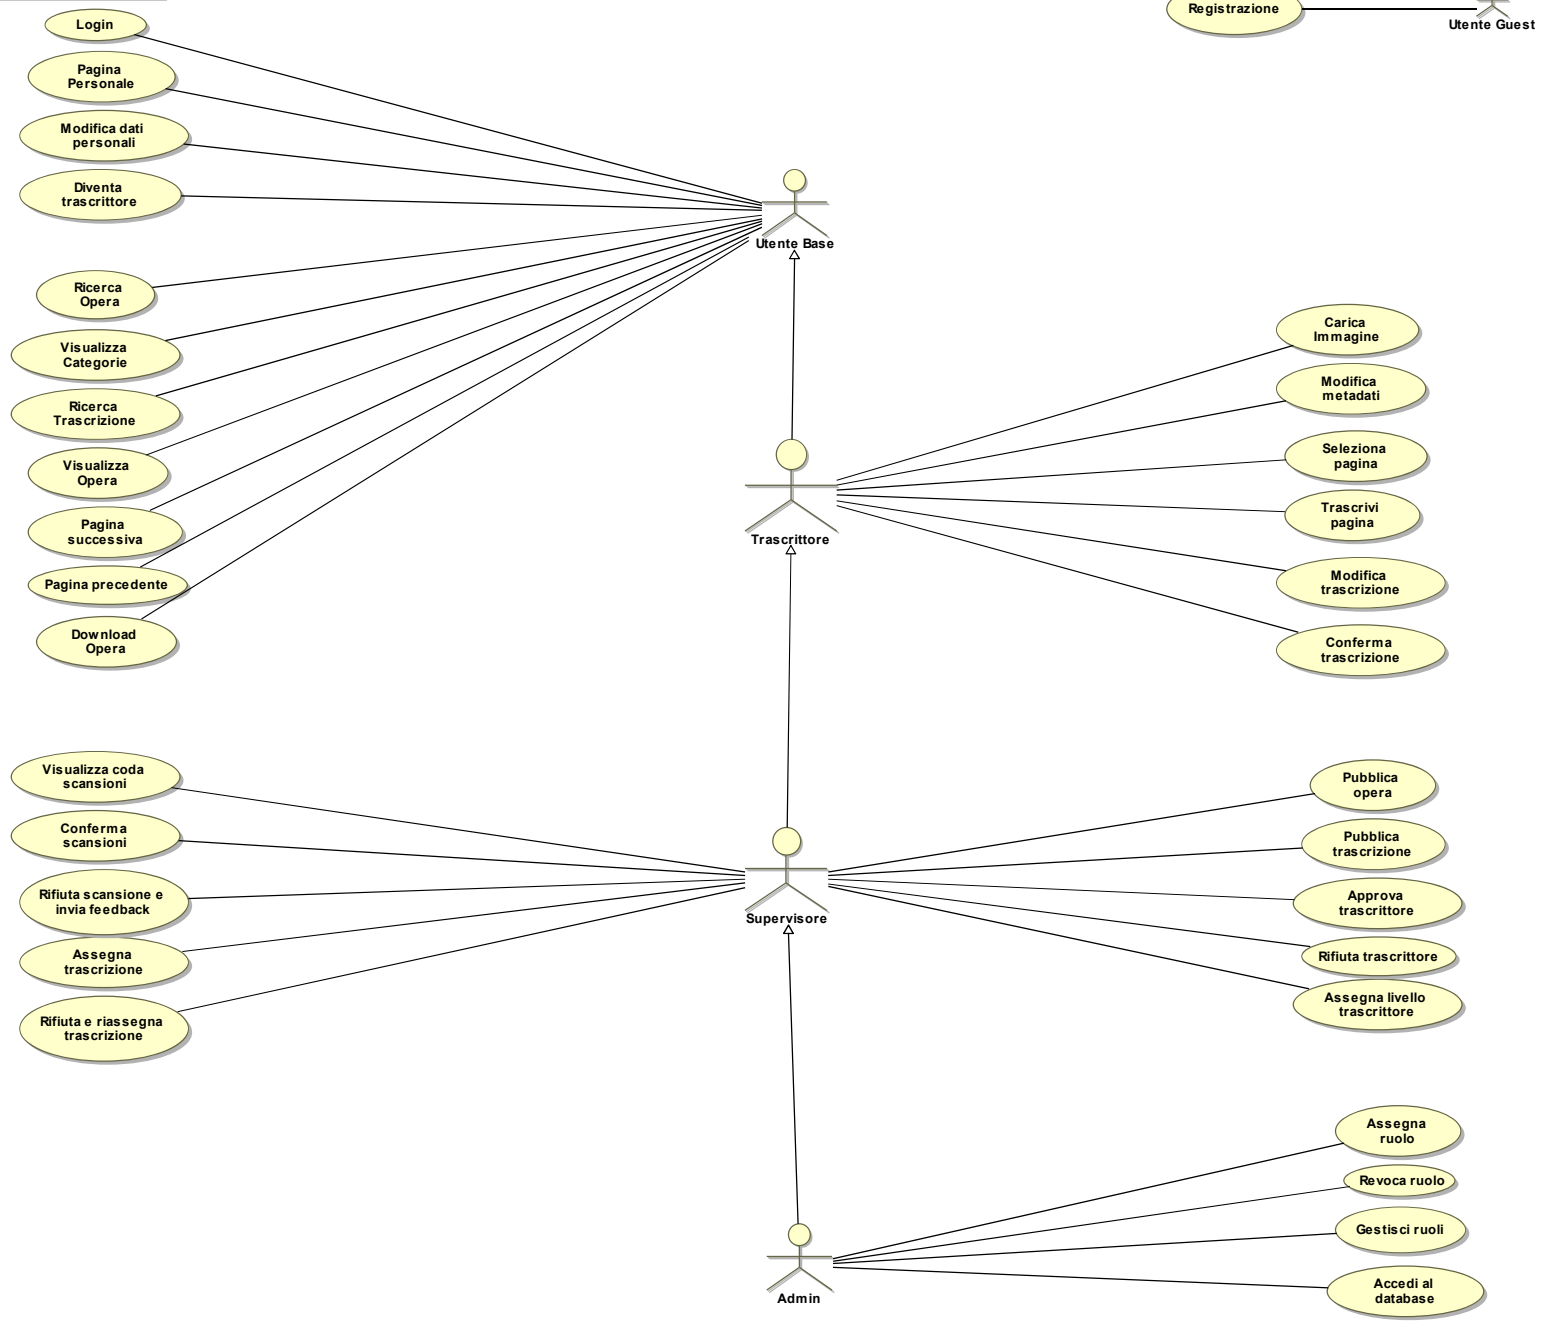 Login
Registrazione
Utente Guest
Pagina
Personale
Modifica dati
personali
Diventa
trascrittore
Utente Base
Ricerca
Opera
Visualizza
Categorie
Ricerca
Trascrizione
Visualizza
Opera
Pagina
successiva
Pagina precedente
Download
Opera
Carica
Immagine
Modifica
metadati
Seleziona
pagina
Trascrivi
pagina
Modifica
trascrizione
Conferma
trascrizione
Trascrittore
Visualizza coda
scansioni
Conferma
scansioni
Rifiuta scansione e
invia feedback
Assegna
trascrizione
Rifiuta e riassegna
trascrizione
Supervisore
Pubblica
opera
Pubblica
trascrizione
Approva
trascrittore
Rifiuta trascrittore
Assegna livello
trascrittore
Assegna
ruolo
Revoca ruolo
Gestisci ruoli
Accedi al
database
Admin